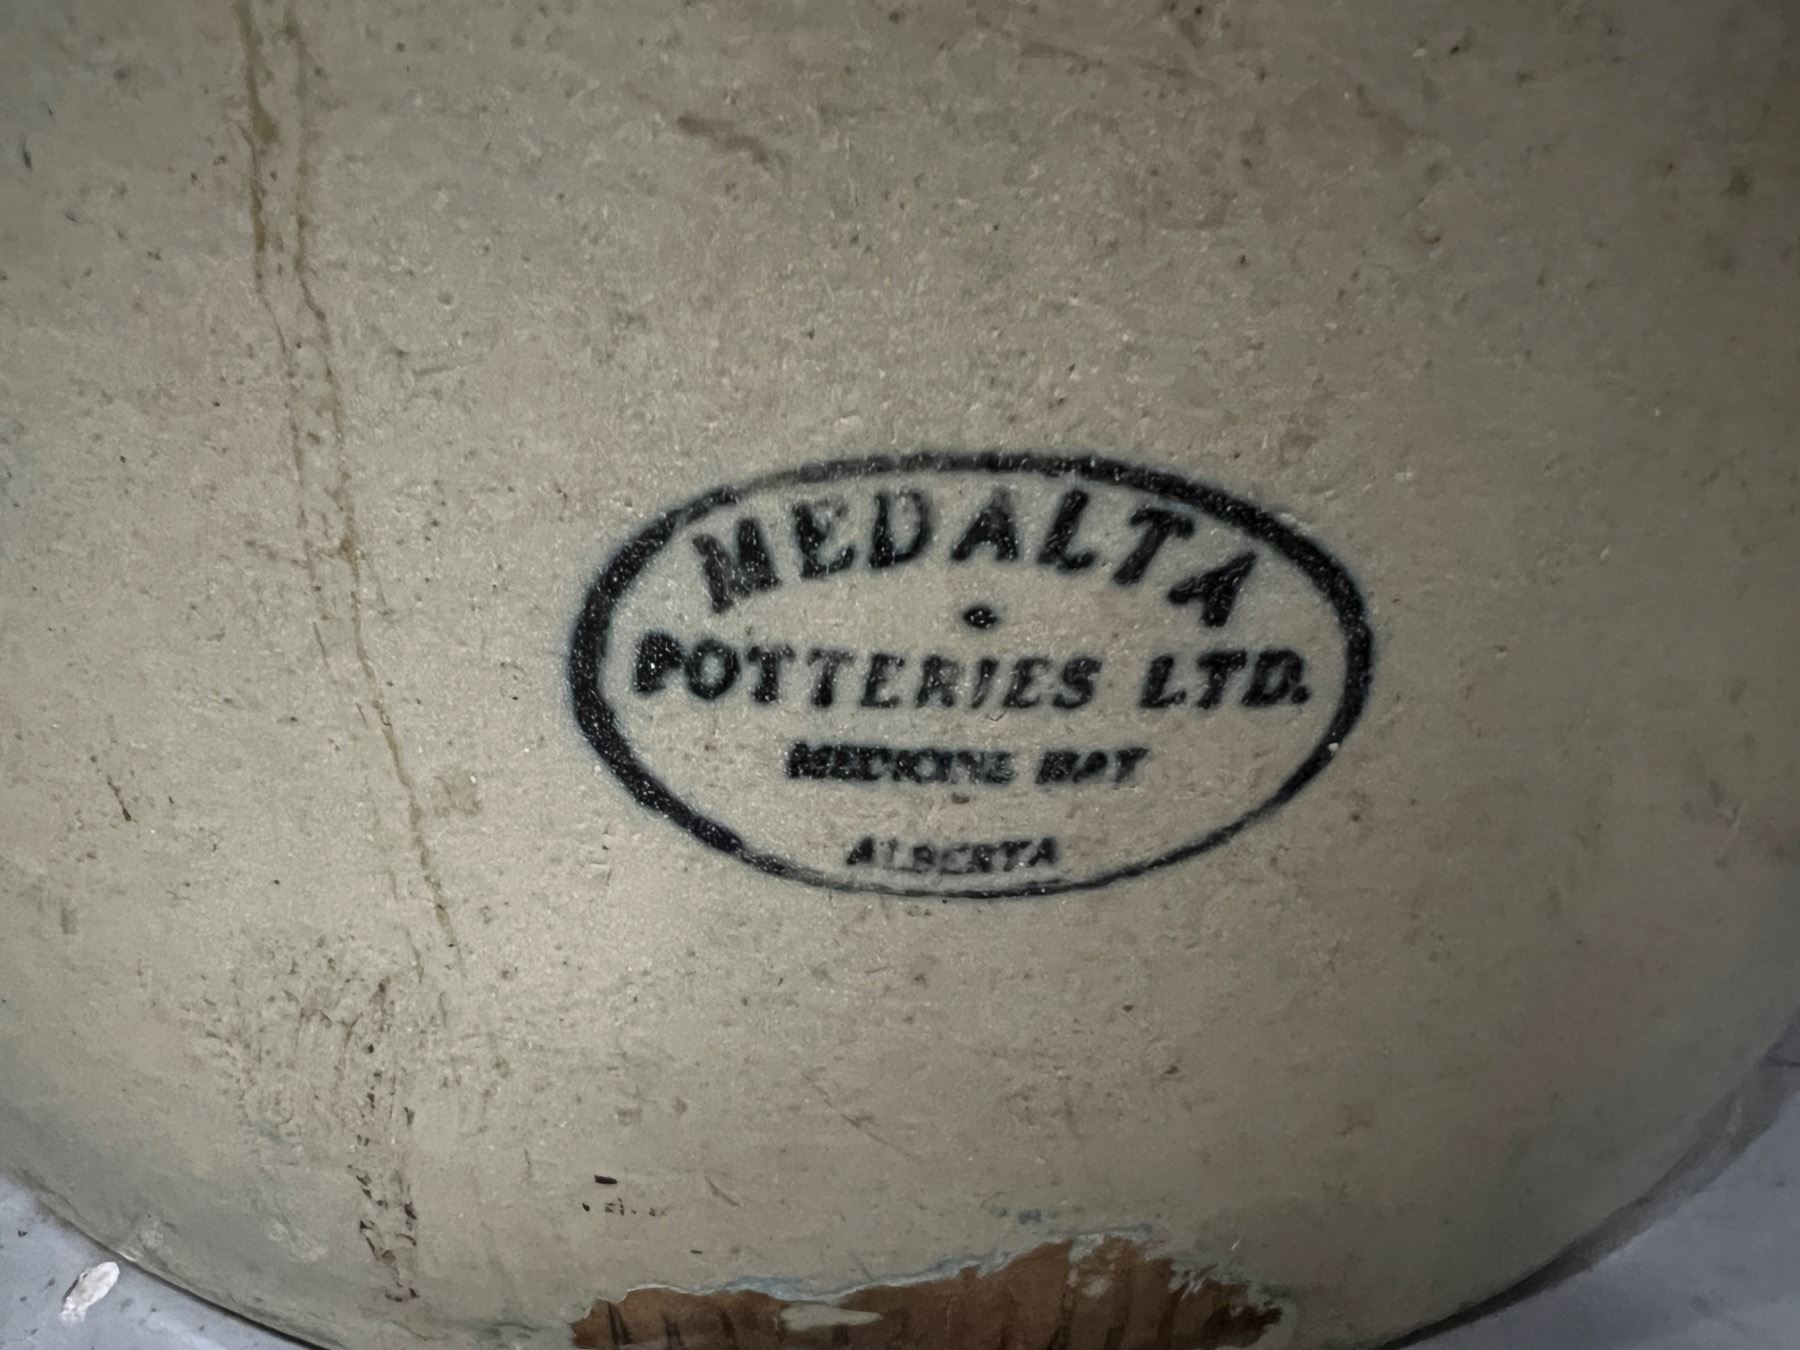 MEDALTA
POTTERIES LTD.
MEDICINE HAT
ALBERTA